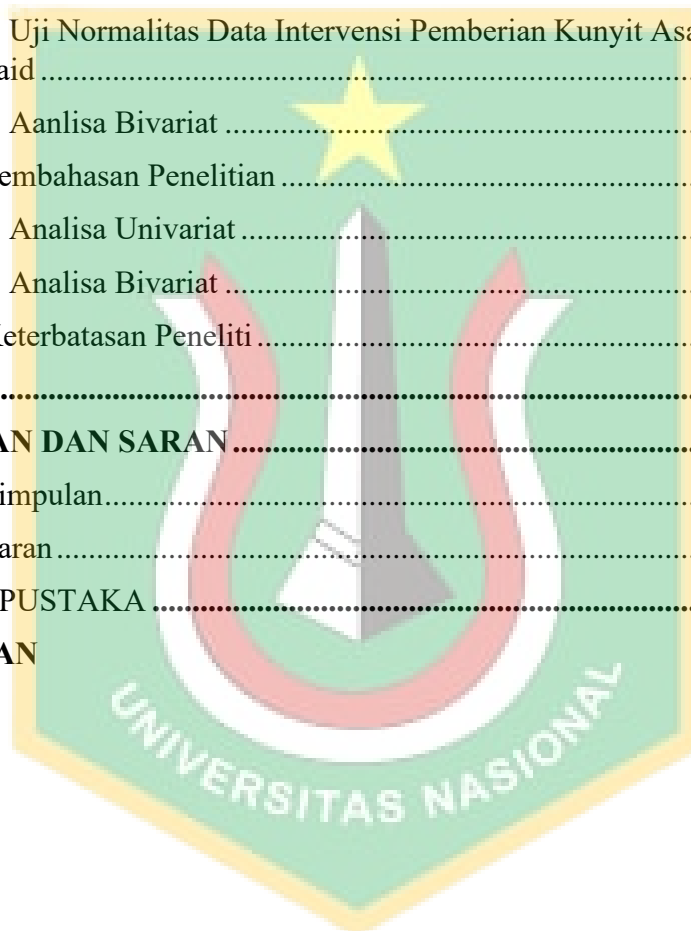 Uji Normalitas Data Intervensi Pemberian Kunyit Asa
aid ........................................................................
Aanlisa Bivariat ........................................................
embahasan Penelitian ..................................................
Analisa Univariat ......................................................
Analisa Bivariat ........................................................
Keterbatasan Peneliti ...................................................
........................................................................
AN DAN SARAN .......................................................
impulan ................................................................
aran .....................................................................
PUSTAKA ...............................................................
AN
UNIVERSITAS NASIONAL